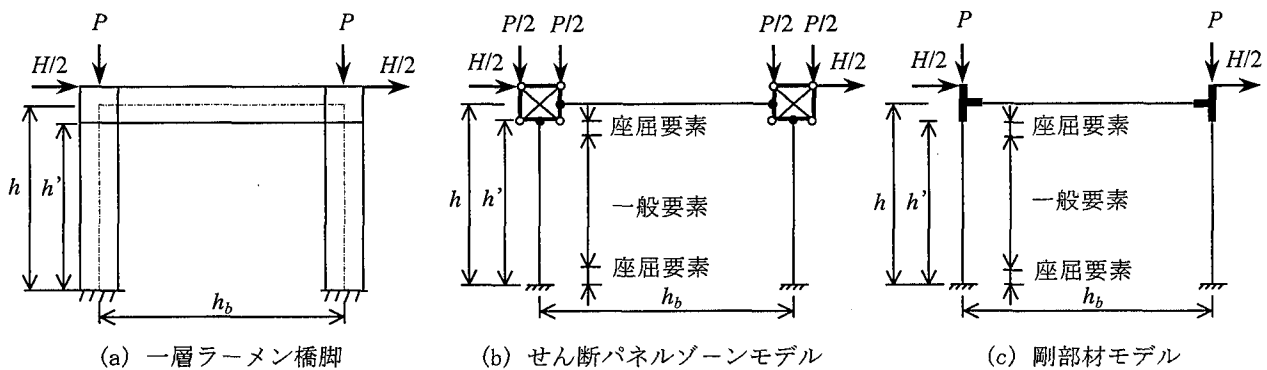 P
P
H/2
H/2
h
h’
h_b
(a) 一層ラーメン橋脚
P/2
P/2
P/2
P/2
H/2
H/2
座屈要素
一般要素
座屈要素
h
h’
h_b
(b) せん断パネルゾーンモデル
P
P
H/2
H/2
座屈要素
一般要素
座屈要素
h
h’
h_b
(c) 剛部材モデル